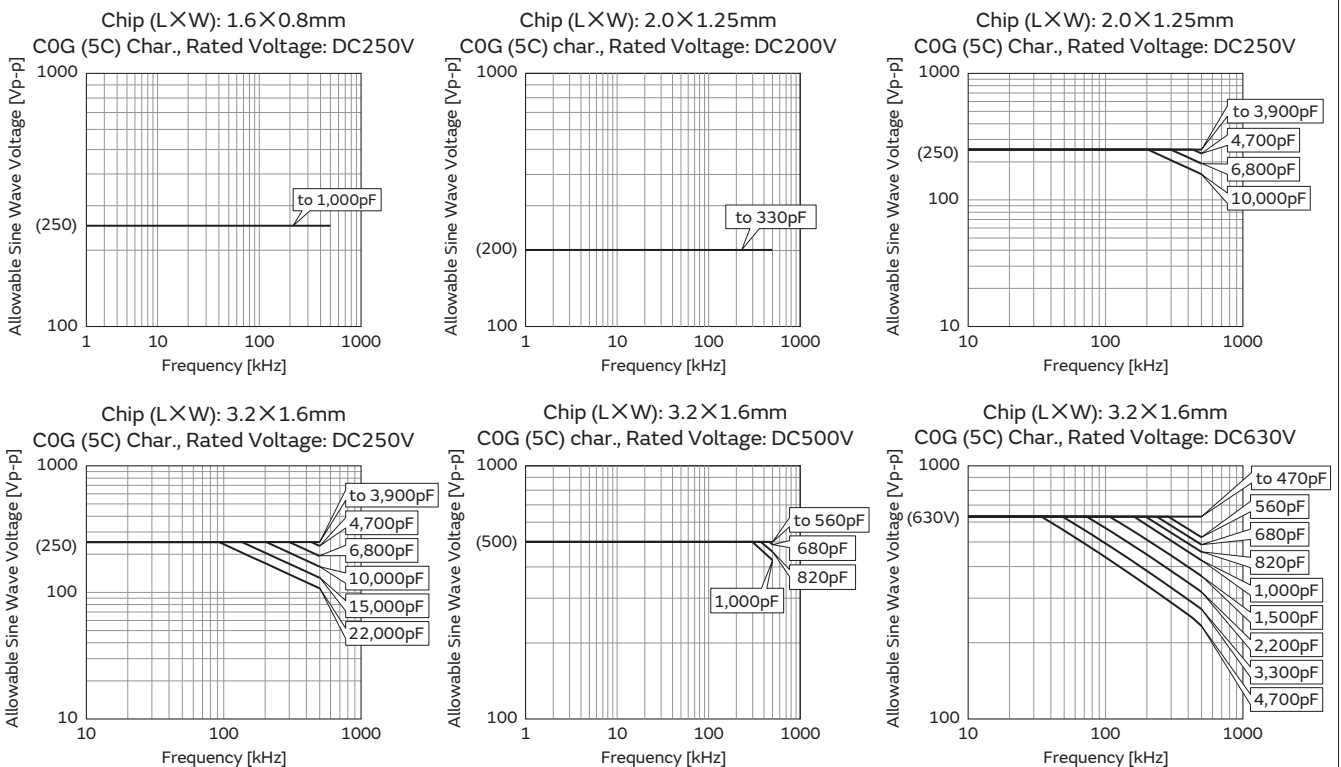 Chip (L×W): 1.6×0.8mm
C0G (5C) Char., Rated Voltage: DC250V
Allowable Sine Wave Voltage [Vp-p]
1000
(250)
100
to 1,000pF
1
10
100
1000
Frequency [kHz]
Chip (L×W): 2.0×1.25mm
C0G (5C) char., Rated Voltage: DC200V
Allowable Sine Wave Voltage [Vp-p]
1000
(200)
100
to 330pF
1
10
100
1000
Frequency [kHz]
Chip (L×W): 2.0×1.25mm
C0G (5C) Char., Rated Voltage: DC250V
Allowable Sine Wave Voltage [Vp-p]
1000
(250)
100
10
to 3,900pF
4,700pF
6,800pF
10,000pF
10
100
1000
Frequency [kHz]
Chip (L×W): 3.2×1.6mm
C0G (5C) Char., Rated Voltage: DC250V
Allowable Sine Wave Voltage [Vp-p]
1000
(250)
100
10
to 3,900pF
4,700pF
6,800pF
10,000pF
15,000pF
22,000pF
10
100
1000
Frequency [kHz]
Chip (L×W): 3.2×1.6mm
C0G (5C) char., Rated Voltage: DC500V
Allowable Sine Wave Voltage [Vp-p]
1000
(500)
100
to 560pF
680pF
820pF
1,000pF
1
10
100
1000
Frequency [kHz]
Chip (L×W): 3.2×1.6mm
C0G (5C) Char., Rated Voltage: DC630V
Allowable Sine Wave Voltage [Vp-p]
1000
(630V)
100
to 470pF
560pF
680pF
820pF
1,000pF
1,500pF
2,200pF
3,300pF
4,700pF
10
100
1000
Frequency [kHz]